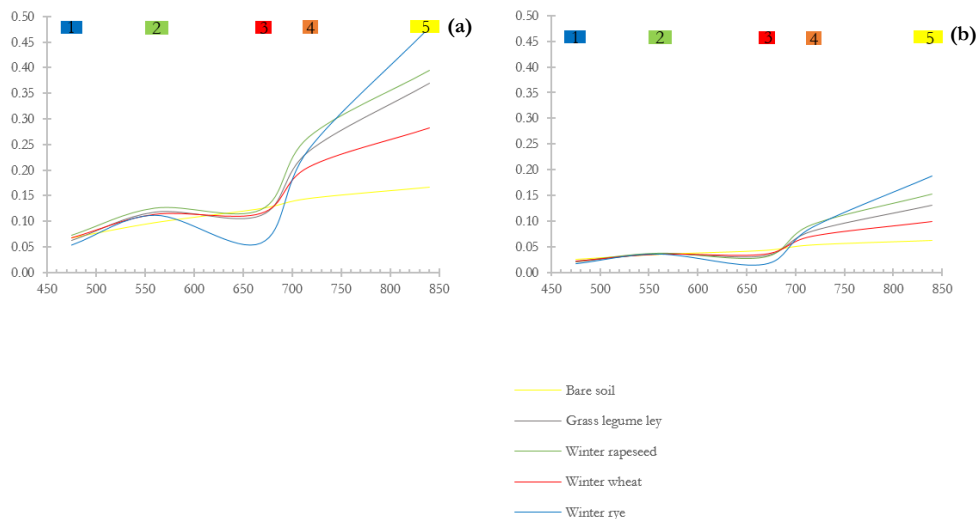 0.50 1 2 3 4 5 (a)
0.45
0.40
0.35
0.30
0.25
0.20
0.15
0.10
0.05
0.00
450 500 550 600 650 700 750 800 850
0.50
0.45 1 2 3 4 5 (b)
0.40
0.35
0.30
0.25
0.20
0.15
0.10
0.05
0.00
450 500 550 600 650 700 750 800 850
Bare soil
Grass legume ley
Winter rapeseed
Winter wheat
Winter rye